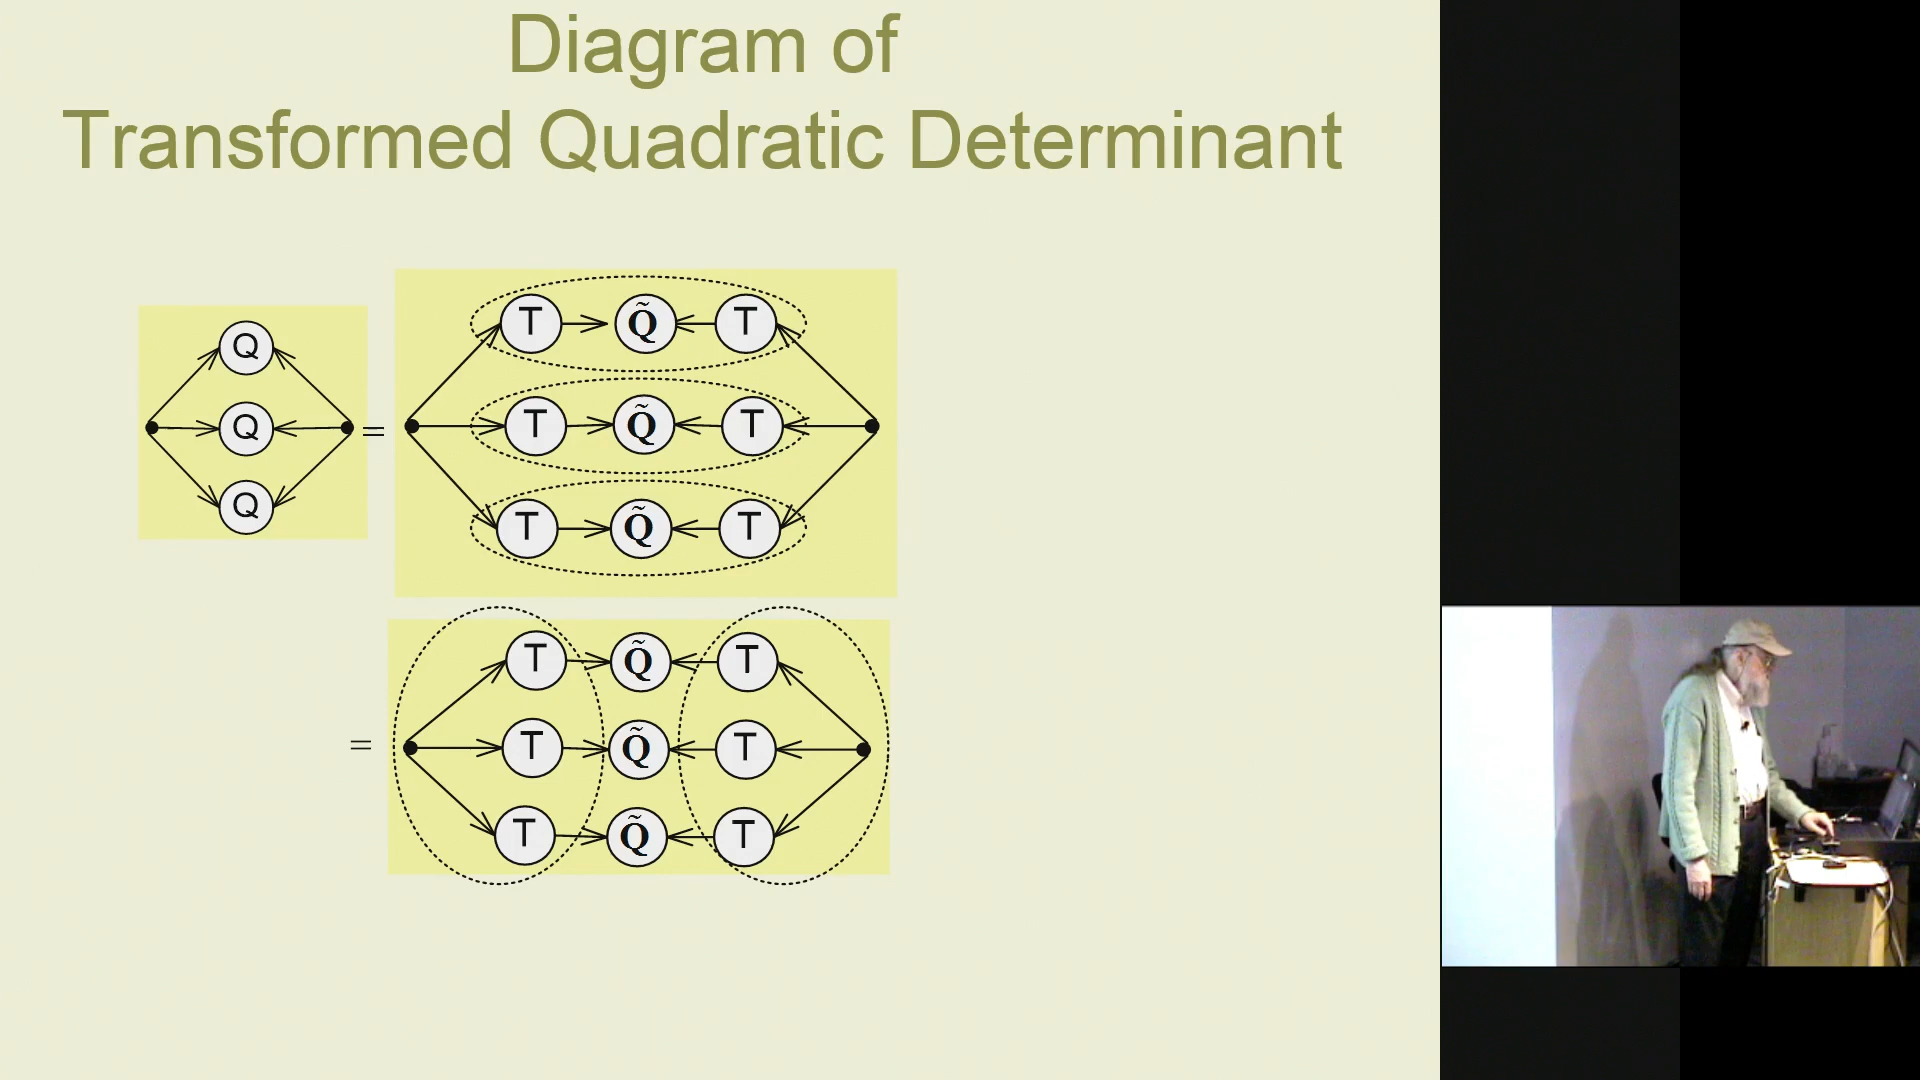 Diagram of
Transformed Quadratic Determinant
Q
Q
Q
=
T Q̃ T
T Q̃ T
T Q̃ T
=
T Q̃ T
T Q̃ T
T Q̃ T